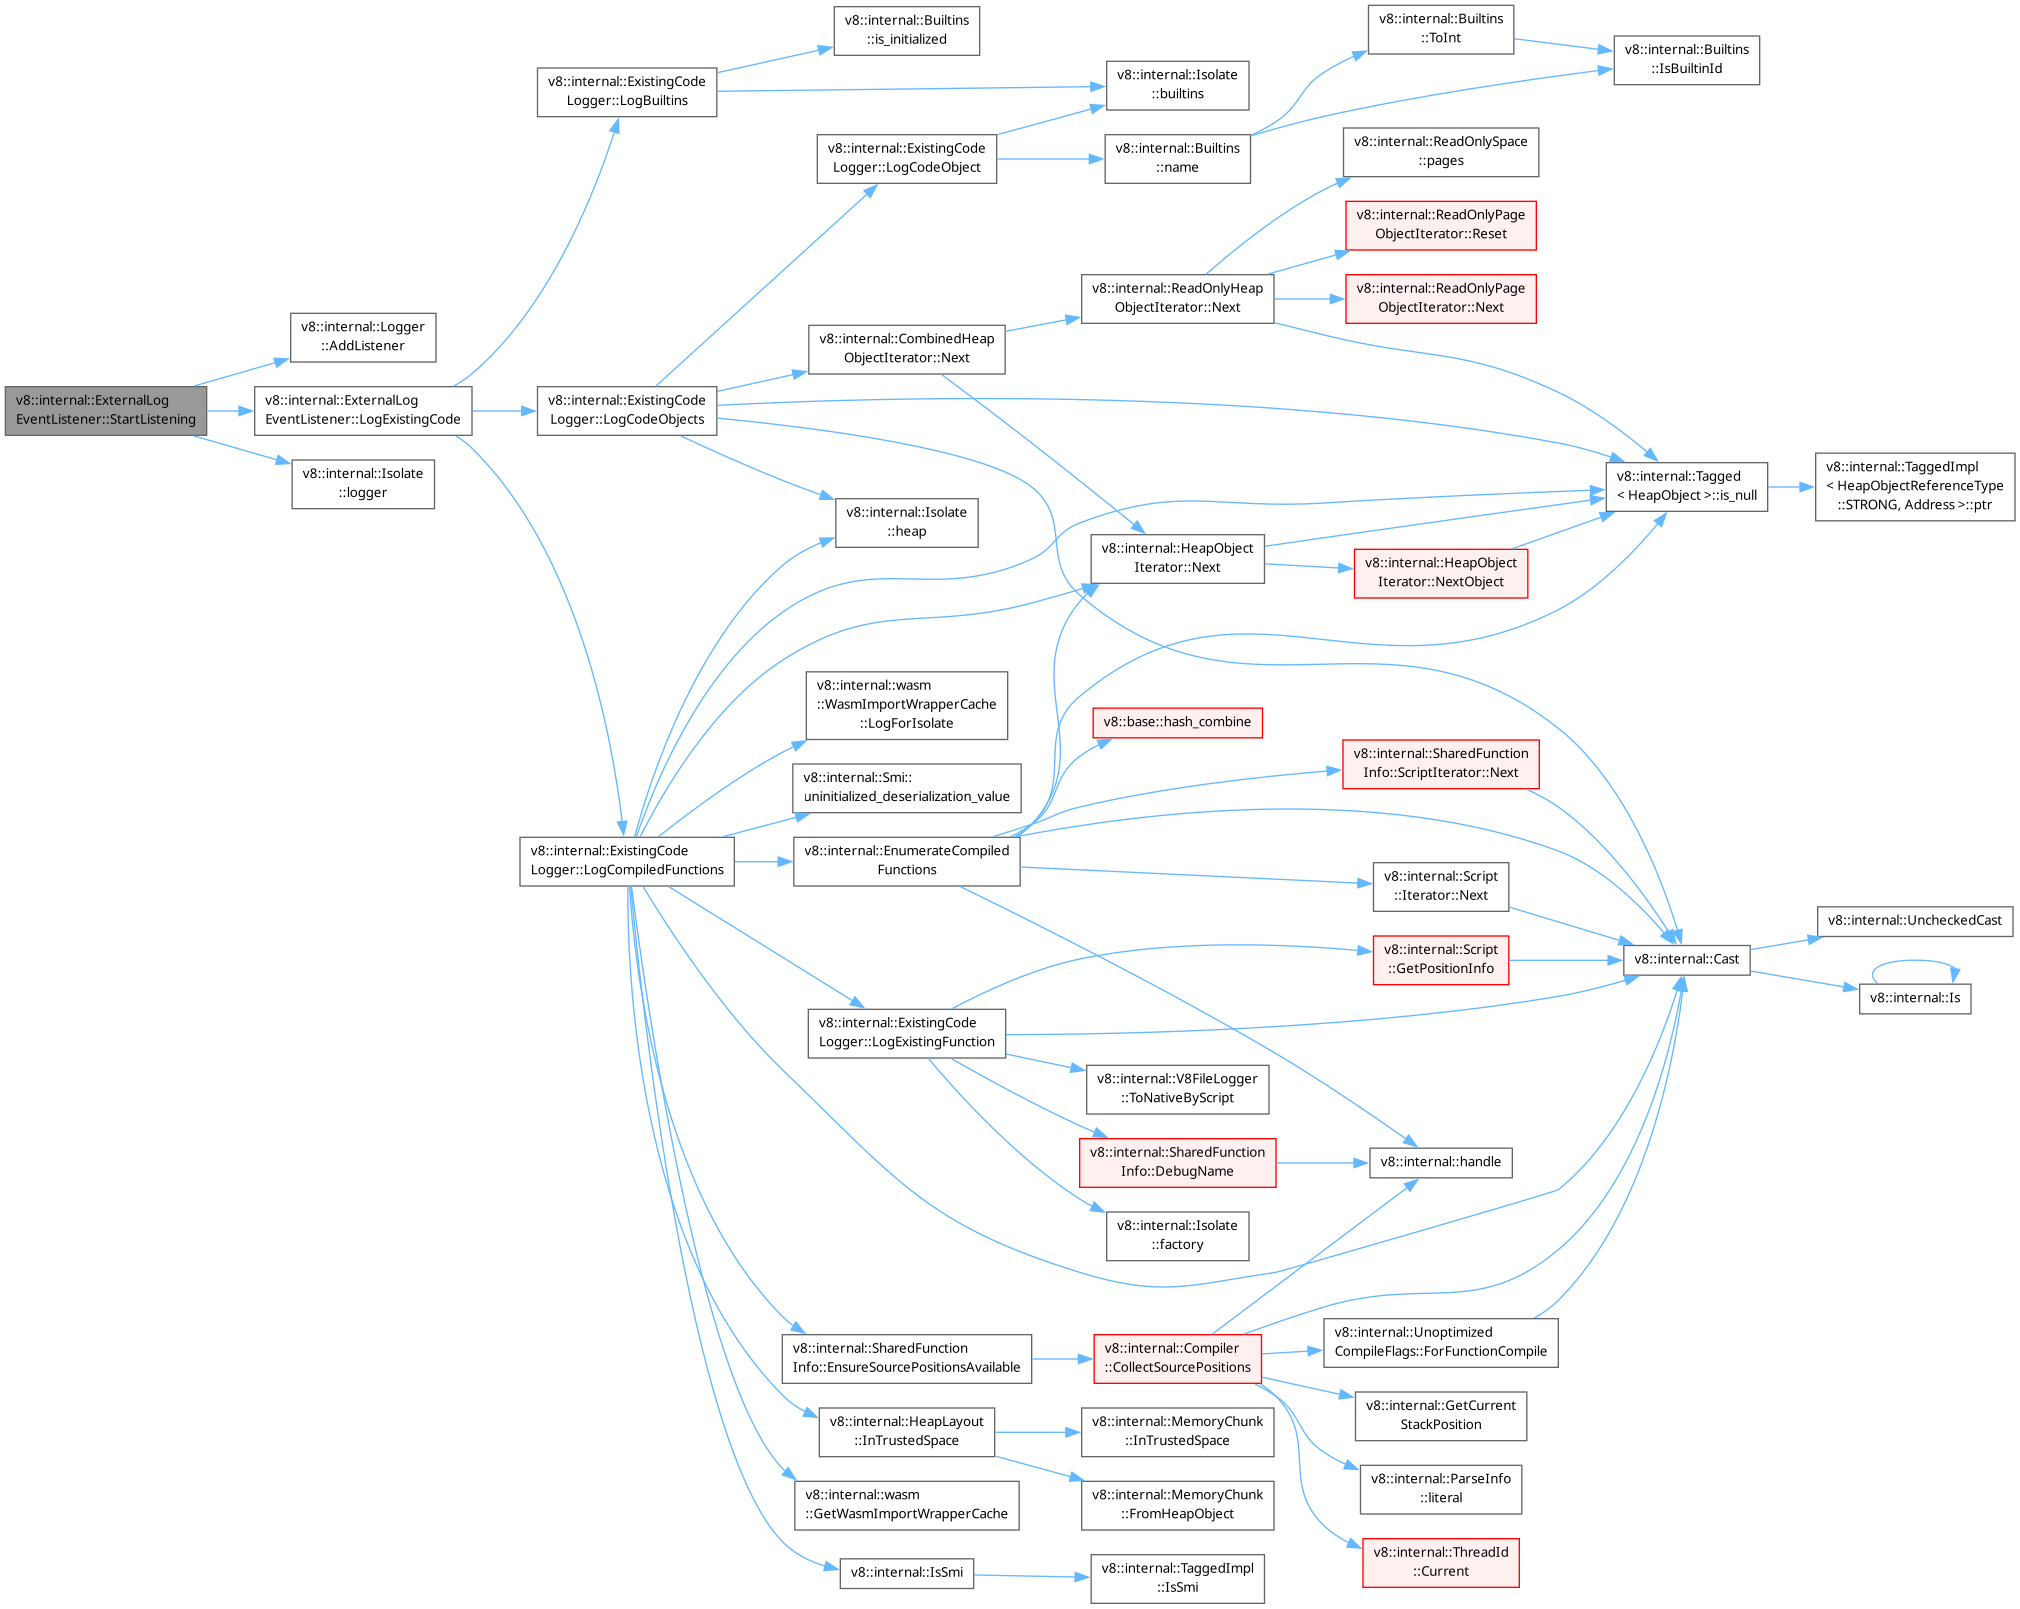 v8::internal::ExternalLog
EventListener::StartListening
v8::internal::Logger
::AddListener
v8::internal::ExternalLog
EventListener::LogExistingCode
v8::internal::Isolate
::logger
v8::internal::ExistingCode
Logger::LogBuiltins
v8::internal::ExistingCode
Logger::LogCodeObjects
v8::internal::ExistingCode
Logger::LogCompiledFunctions
v8::internal::Builtins
::is_initialized
v8::internal::ExistingCode
Logger::LogCodeObject
v8::internal::CombinedHeap
ObjectIterator::Next
v8::internal::Isolate
::heap
v8::internal::wasm
::WasmImportWrapperCache
::LogForIsolate
v8::internal::Smi::
uninitialized_deserialization_value
v8::internal::EnumerateCompiled
Functions
v8::internal::ExistingCode
Logger::LogExistingFunction
v8::internal::SharedFunction
Info::EnsureSourcePositionsAvailable
v8::internal::HeapLayout
::InTrustedSpace
v8::internal::wasm
::GetWasmImportWrapperCache
v8::internal::IsSmi
v8::internal::Isolate
::builtins
v8::internal::Builtins
::name
v8::internal::ReadOnlyHeap
ObjectIterator::Next
v8::internal::HeapObject
Iterator::Next
v8::base::hash_combine
v8::internal::V8FileLogger
::ToNativeByScript
v8::internal::SharedFunction
Info::DebugName
v8::internal::Isolate
::factory
v8::internal::Compiler
::CollectSourcePositions
v8::internal::MemoryChunk
::InTrustedSpace
v8::internal::MemoryChunk
::FromHeapObject
v8::internal::TaggedImpl
::IsSmi
v8::internal::Builtins
::ToInt
v8::internal::ReadOnlySpace
::pages
v8::internal::ReadOnlyPage
ObjectIterator::Reset
v8::internal::ReadOnlyPage
ObjectIterator::Next
v8::internal::HeapObject
Iterator::NextObject
v8::internal::SharedFunction
Info::ScriptIterator::Next
v8::internal::Script
::Iterator::Next
v8::internal::Script
::GetPositionInfo
v8::internal::handle
v8::internal::Unoptimized
CompileFlags::ForFunctionCompile
v8::internal::GetCurrent
StackPosition
v8::internal::ParseInfo
::literal
v8::internal::ThreadId
::Current
v8::internal::Builtins
::IsBuiltinId
v8::internal::Tagged
< HeapObject >::is_null
v8::internal::Cast
v8::internal::TaggedImpl
< HeapObjectReferenceType
::STRONG, Address >::ptr
v8::internal::UncheckedCast
v8::internal::Is